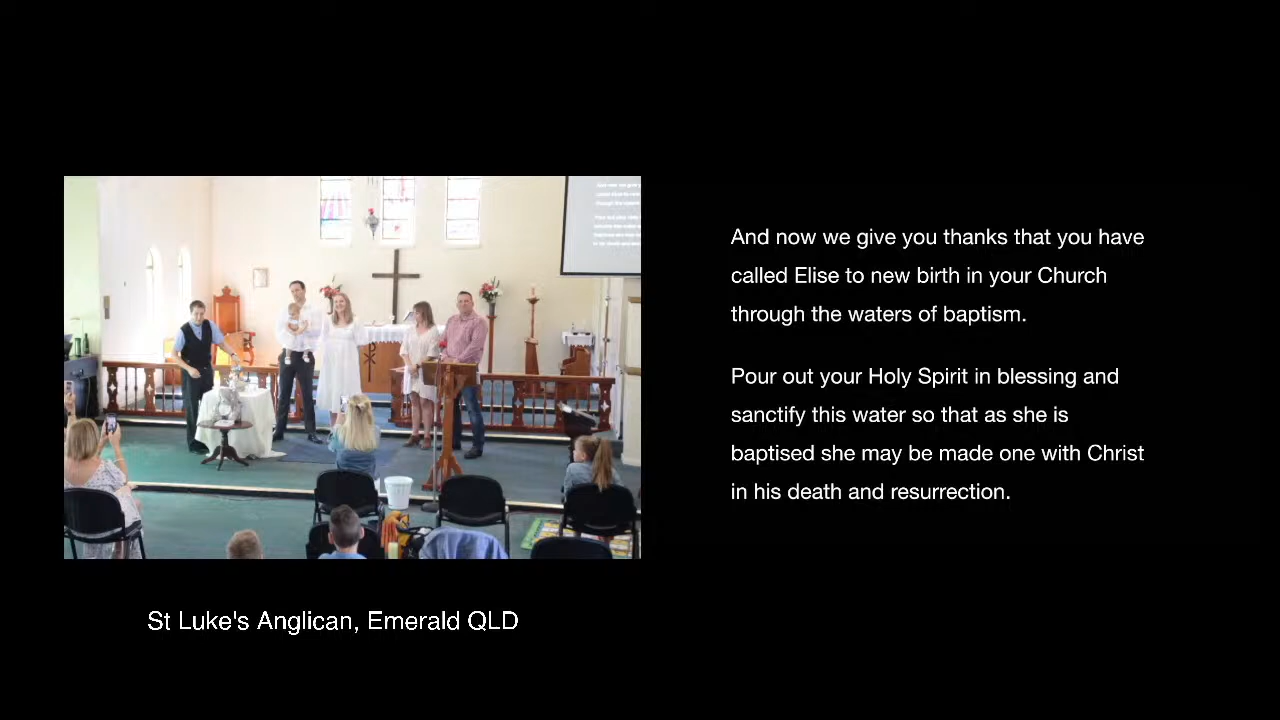 And now we give you thanks that you have
called Elise to new birth in your Church
through the waters of baptism.
Pour out your Holy Spirit in blessing and
sanctify this water so that as she is
baptised she may be made one with Christ
in his death and resurrection.
St Luke's Anglican, Emerald QLD